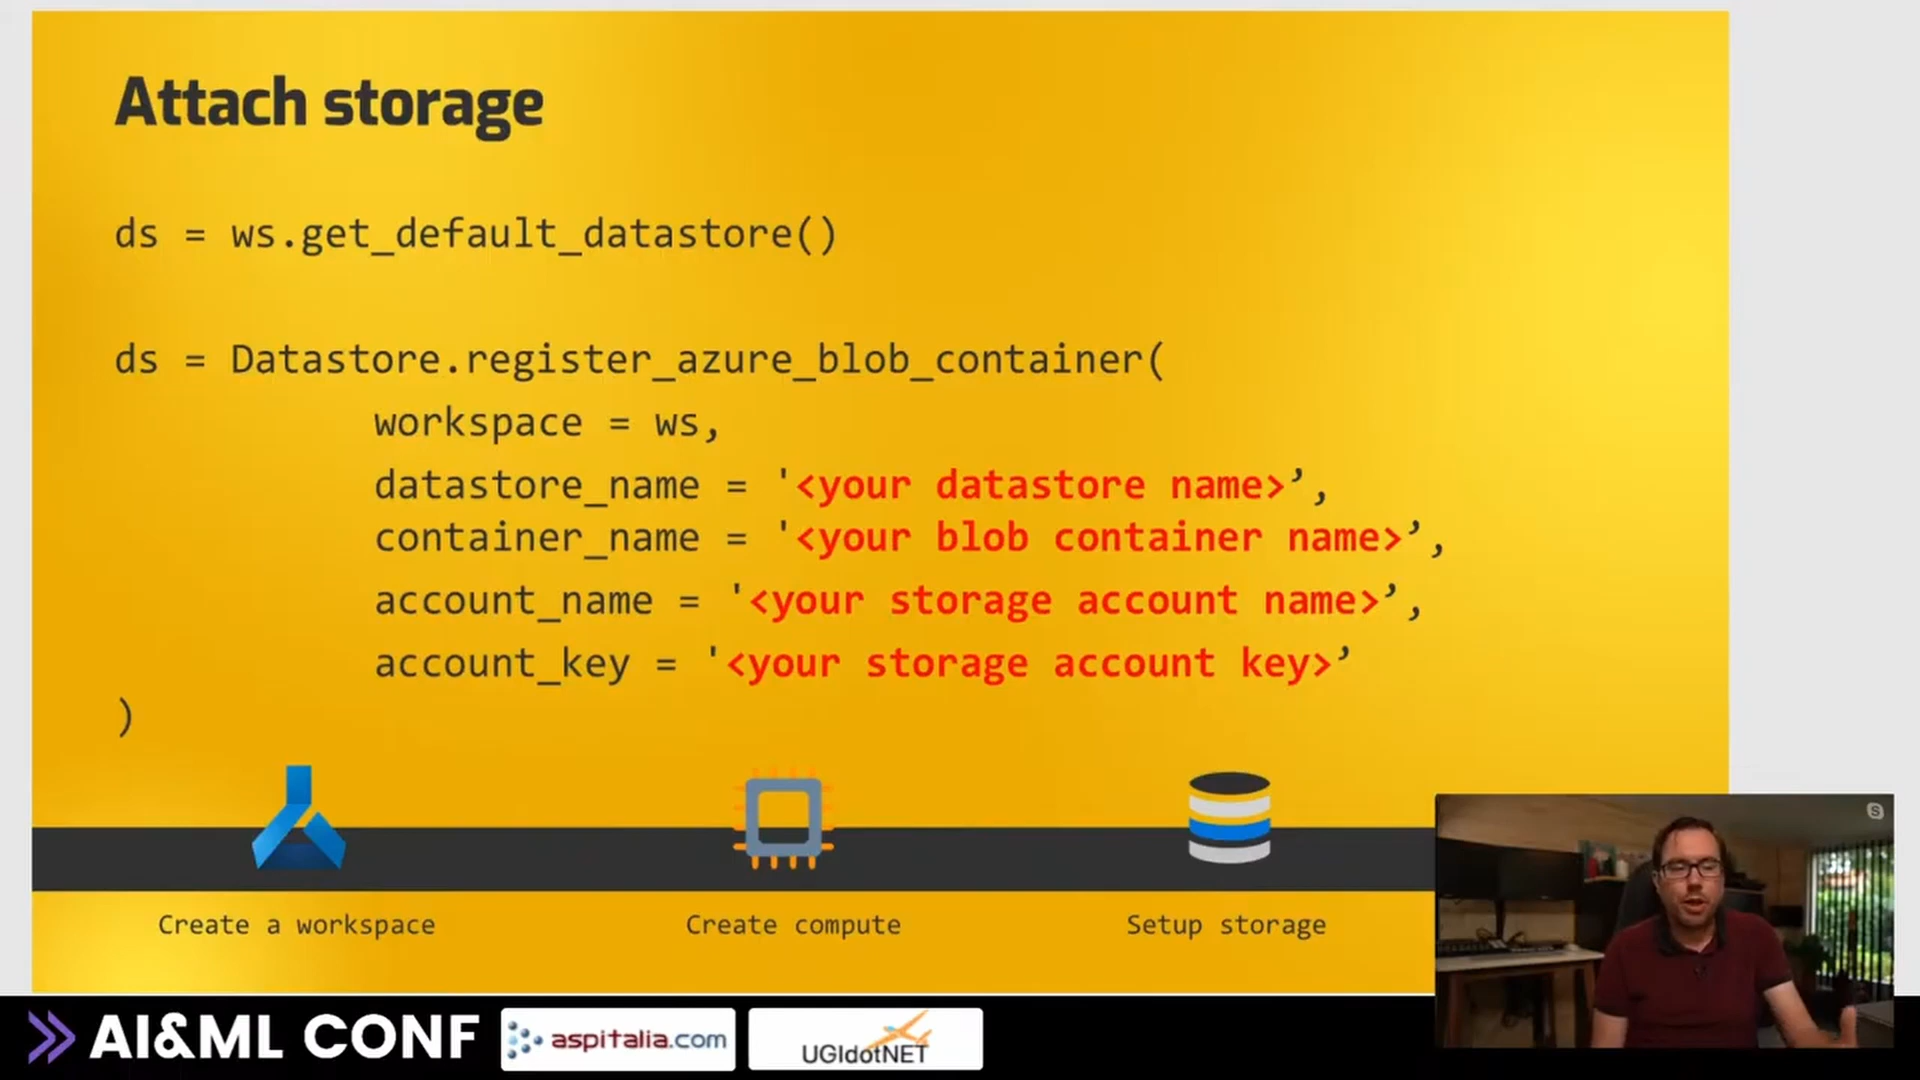 Attach storage
ds = ws.get_default_datastore()
ds = Datastore.register_azure_blob_container(
workspace = ws,
datastore_name = '<your datastore name>’,
container_name = '<your blob container name>’,
account_name = '<your storage account name>’,
account_key = '<your storage account key>’
)
Create a workspace
Create compute
Setup storage
AI&ML CONF
aspitalia.com
UGIdotNET